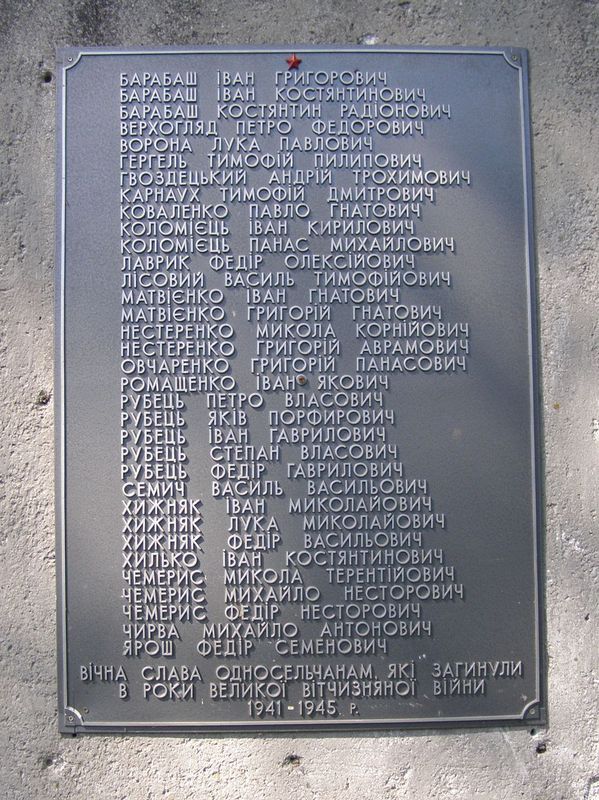 БАРАБАШ ІВАН ГРИГОРОВИЧ
БАРАБАШ ІВАН КОСТЯНТИНОВИЧ
БАРАБАШ КОСТЯНТИН РАДІОНОВИЧ
ВЕРХОГЛЯД ПЕТРО ФЕДОРОВИЧ
ВОРОНА ЛУКА ПАВЛОВИЧ
ГЕРГЕЛЬ ТИМОФІЙ ПИЛИПОВИЧ
ГВОЗДЕЦЬКИЙ АНДРІЙ ТРОХИМОВИЧ
КАРНАУХ ТИМОФІЙ ДМИТРОВИЧ
КОВАЛЕНКО ПАВЛО ГНАТОВИЧ
КОЛОМІЄЦЬ ІВАН КИРИЛОВИЧ
КОЛОМІЄЦЬ ПАНАС МИХАЙЛОВИЧ
ЛАВРИК ФЕДІР ОЛЕКСІЙОВИЧ
ЛІСОВИЙ ВАСИЛЬ ТИМОФІЙОВИЧ
МАТВІЄНКО ІВАН ГНАТОВИЧ
МАТВІЄНКО ГРИГОРІЙ ГНАТОВИЧ
НЕСТЕРЕНКО МИКОЛА КОРНІЙОВИЧ
НЕСТЕРЕНКО ГРИГОРІЙ АВРАМОВИЧ
ОВЧАРЕНКО ГРИГОРІЙ ПАНАСОВИЧ
РОМАЩЕНКО ІВАН ЯКОВИЧ
РУБЕЦЬ ПЕТРО ВЛАСОВИЧ
РУБЕЦЬ ЯКІВ ПОРФИРОВИЧ
РУБЕЦЬ ІВАН ГАВРИЛОВИЧ
РУБЕЦЬ СТЕПАН ВЛАСОВИЧ
РУБЕЦЬ ФЕДІР ГАВРИЛОВИЧ
СЕМИЧ ВАСИЛЬ ВАСИЛЬОВИЧ
ХИЖНЯК ІВАН МИКОЛАЙОВИЧ
ХИЖНЯК ЛУКА МИКОЛАЙОВИЧ
ХИЖНЯК ФЕДІР ВАСИЛЬОВИЧ
ХИЛЬКО ІВАН КОСТЯНТИНОВИЧ
ЧЕМЕРИС МИКОЛА ТЕРЕНТІЙОВИЧ
ЧЕМЕРИС МИХАЙЛО НЕСТОРОВИЧ
ЧЕМЕРИС ФЕДІР НЕСТОРОВИЧ
ЧИРВА МИХАЙЛО АНТОНОВИЧ
ЯРОШ ФЕДІР СЕМЕНОВИЧ
ВІЧНА СЛАВА ОДНОСЕЛЬЧАНАМ, ЯКІ ЗАГИНУЛИ
В РОКИ ВЕЛИКОЇ ВІТЧИЗНЯНОЇ ВІЙНИ
1941-1945 Р.